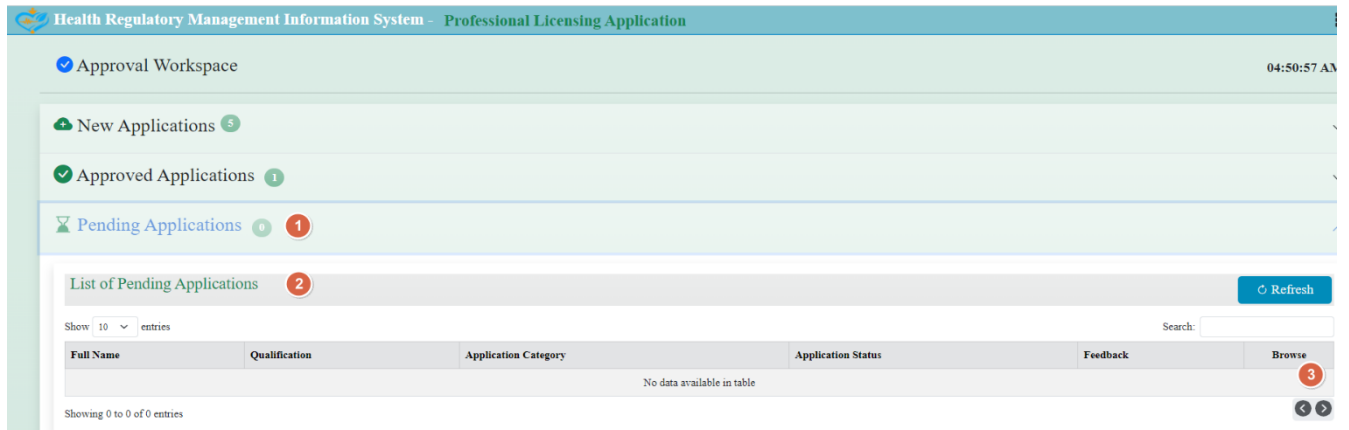 Health Regulatory Management Information System - Professional Licensing Application
Approval Workspace
04:50:57 AM
New Applications 5
Approved Applications 1
Pending Applications 0 1
List of Pending Applications 2
Refresh
Show 10 entries
Search:
Full Name Qualification Application Category Application Status Feedback Browse
3
No data available in table
Showing 0 to 0 of 0 entries